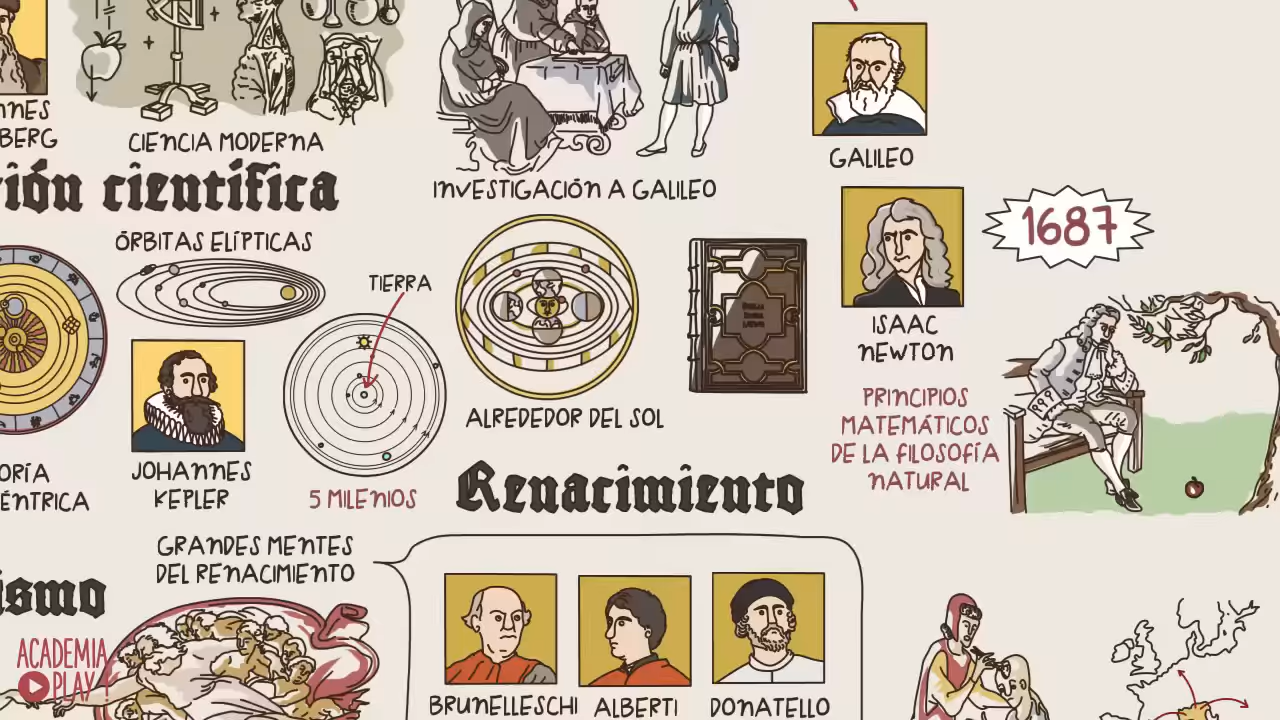 NNES
BERG
CIENCIA MODERNA
ión científica
INVESTIGACIÓN A GALILEO
GALILEO
ÓRBITAS ELÍPTICAS
TIERRA
1687
ISAAC
NEWTON
ALREDEDOR DEL SOL
PRINCIPIOS
MATEMÁTICOS
DE LA FILOSOFÍA
NATURAL
ORÍA
ÉNTRICA
JOHANNES
KEPLER
5 MILENIOS
Renacimiento
GRANDES MENTES
DEL RENACIMIENTO
ismo
ACADEMIA
PLAY
BRUNELLESCHI
ALBERTI
DONATELLO